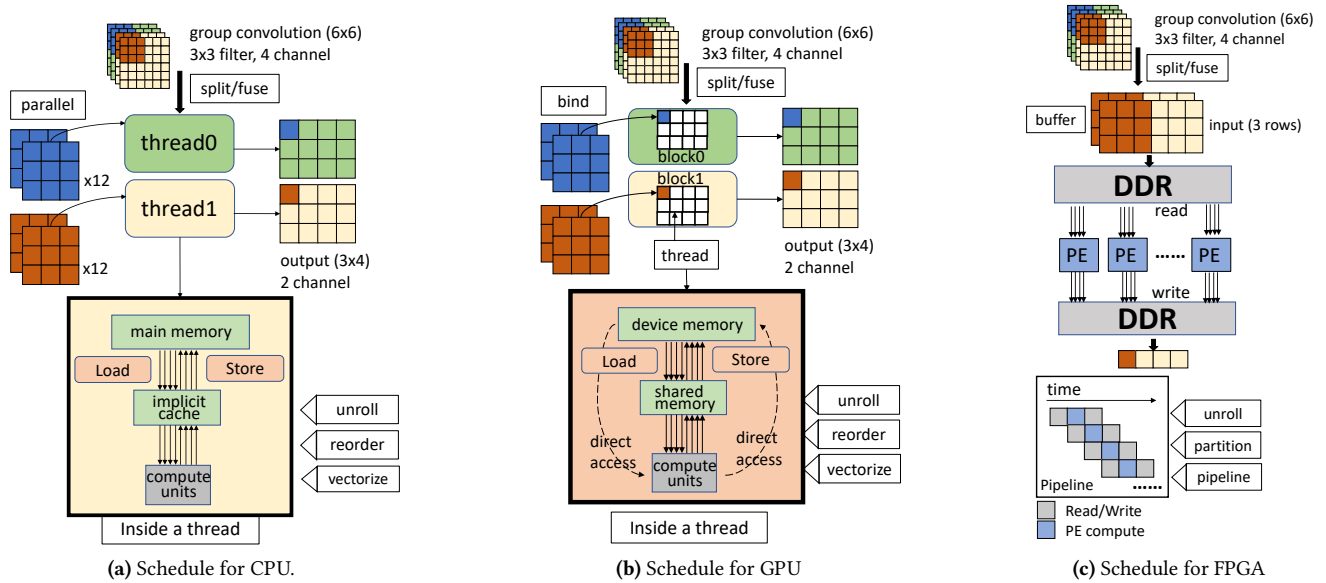 group convolution (6x6)
3x3 filter, 4 channel
split/fuse
parallel
thread0
x12
thread1
x12
output (3x4)
2 channel
main memory
Load
Store
implicit
cache
compute
units
unroll
reorder
vectorize
Inside a thread
(a) Schedule for CPU.
group convolution (6x6)
3x3 filter, 4 channel
split/fuse
bind
block0
block1
thread
output (3x4)
2 channel
device memory
Load
Store
shared
memory
direct
access
direct
access
compute
units
unroll
reorder
vectorize
Inside a thread
(b) Schedule for GPU
group convolution (6x6)
3x3 filter, 4 channel
split/fuse
buffer
input (3 rows)
DDR
read
PE
PE
......
PE
write
DDR
time
Pipeline
......
unroll
partition
pipeline
Read/Write
PE compute
(c) Schedule for FPGA